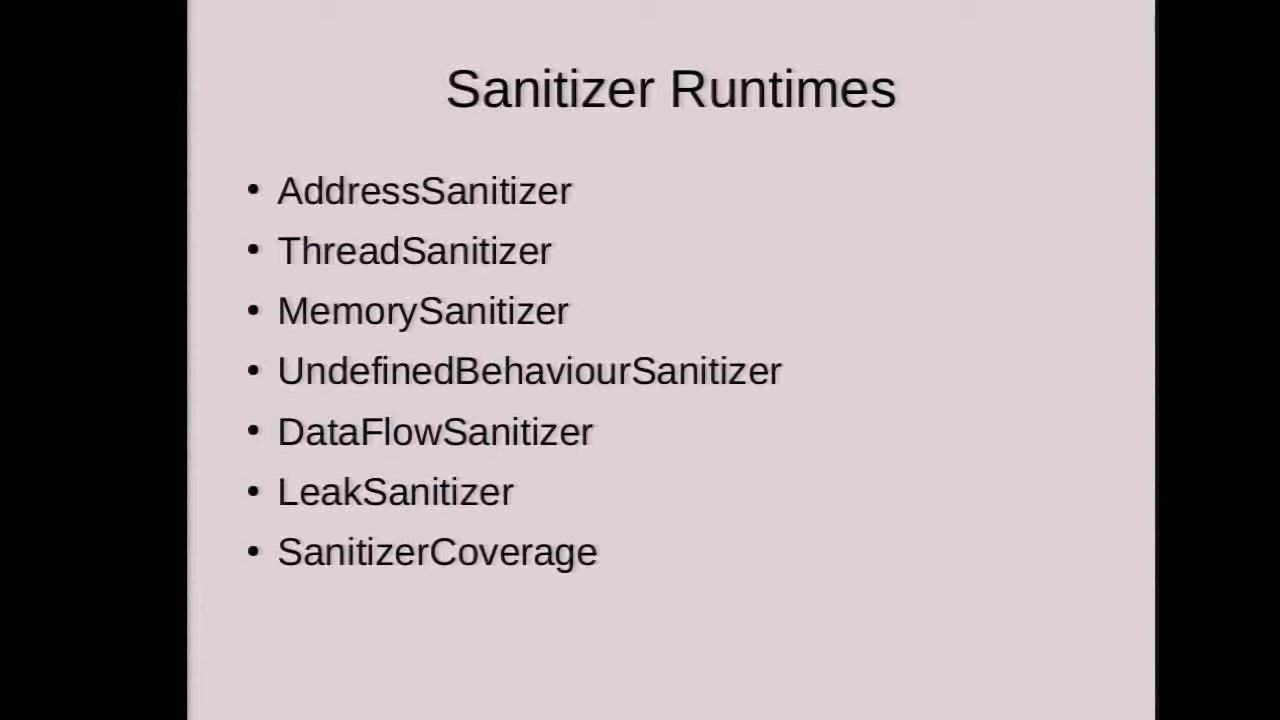 Sanitizer Runtimes
• AddressSanitizer
• ThreadSanitizer
• MemorySanitizer
• UndefinedBehaviourSanitizer
• DataFlowSanitizer
• LeakSanitizer
• SanitizerCoverage